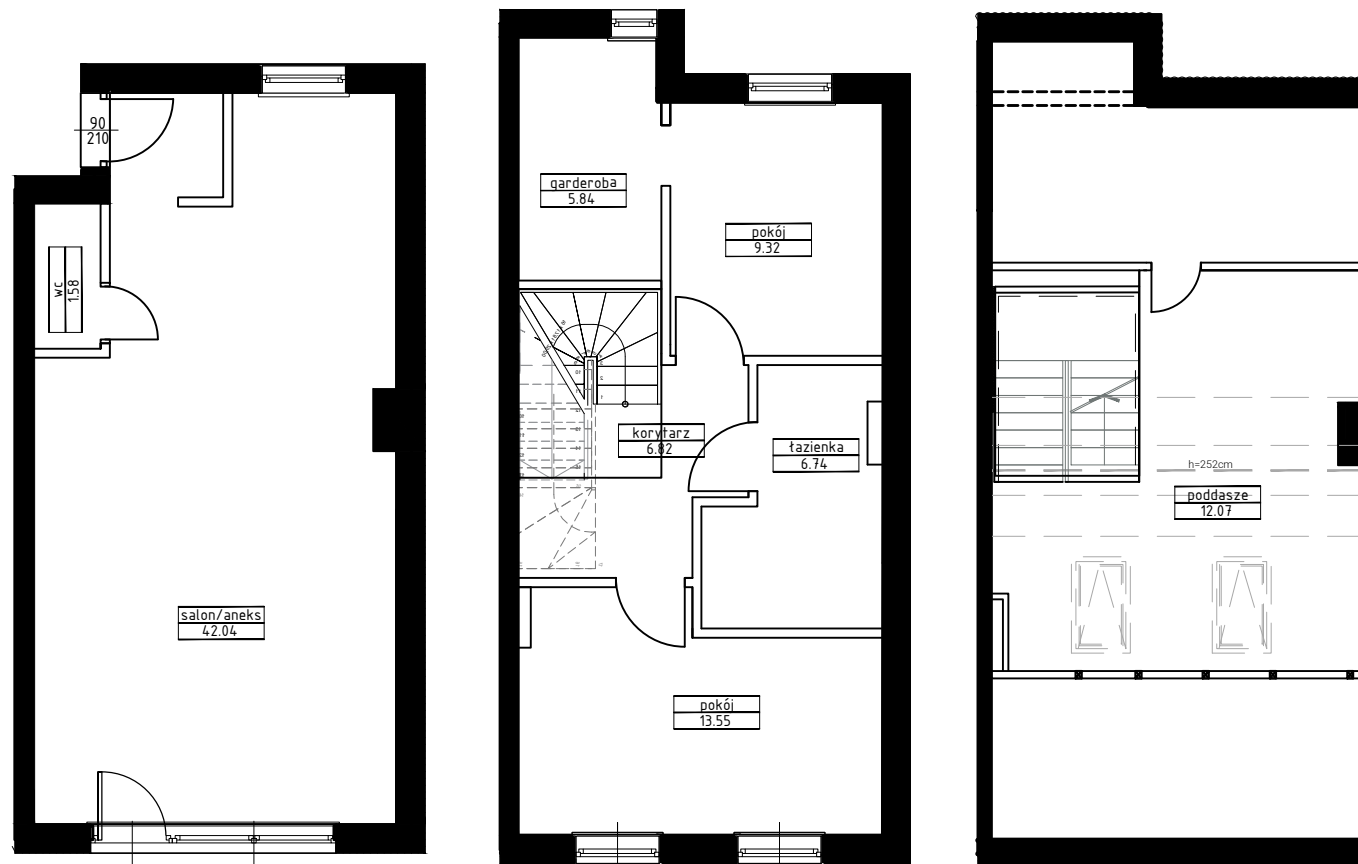 90
210
wc
1.58
salon/aneks
42.04
garderoba
5.84
pokój
9.32
korytarz
6.82
łazienka
6.74
pokój
13.55
h=252cm
poddasze
12.07